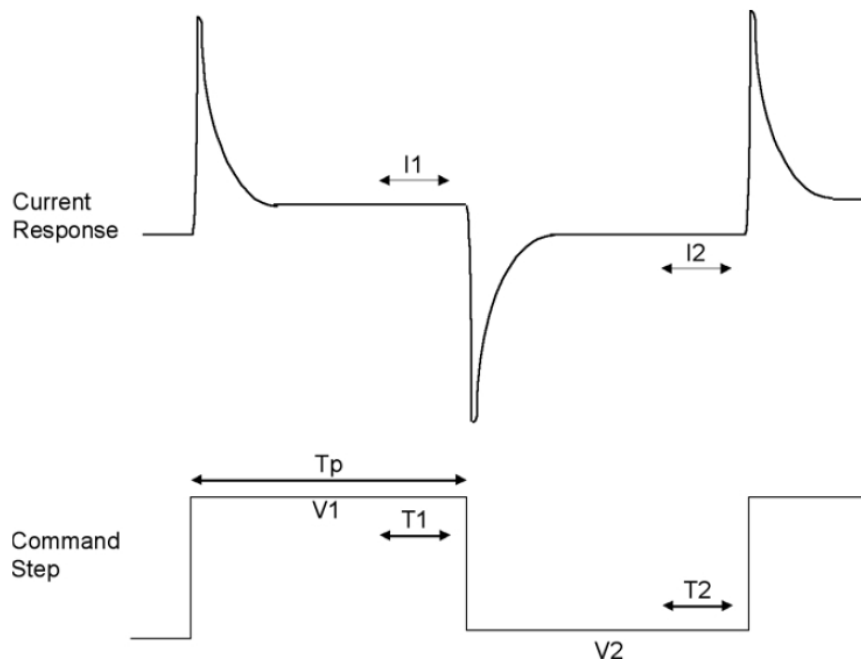 I1
Current
Response
I2
Tp
V1
T1
Command
Step
T2
V2